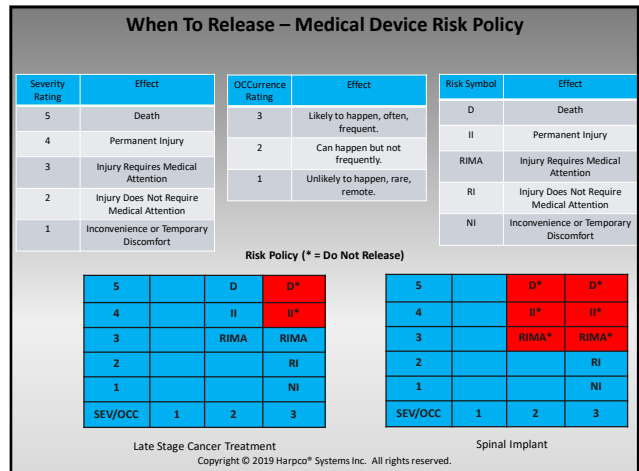 When To Release – Medical Device Risk Policy
Severity Rating Effect
5 Death
4 Permanent Injury
3 Injury Requires Medical Attention
2 Injury Does Not Require Medical Attention
1 Inconvenience or Temporary Discomfort
OCCurrence Rating Effect
3 Likely to happen, often, frequent.
2 Can happen but not frequently.
1 Unlikely to happen, rare, remote.
Risk Symbol Effect
D Death
II Permanent Injury
RIMA Injury Requires Medical Attention
RI Injury Does Not Require Medical Attention
NI Inconvenience or Temporary Discomfort
Risk Policy (* = Do Not Release)
5 D D*
4 II II*
3 RIMA RIMA
2 RI
1 NI
SEV/OCC 1 2 3
Late Stage Cancer Treatment
5 D* D*
4 II* II*
3 RIMA* RIMA*
2 RI
1 NI
SEV/OCC 1 2 3
Spinal Implant
Copyright © 2019 Harpco® Systems Inc. All rights reserved.